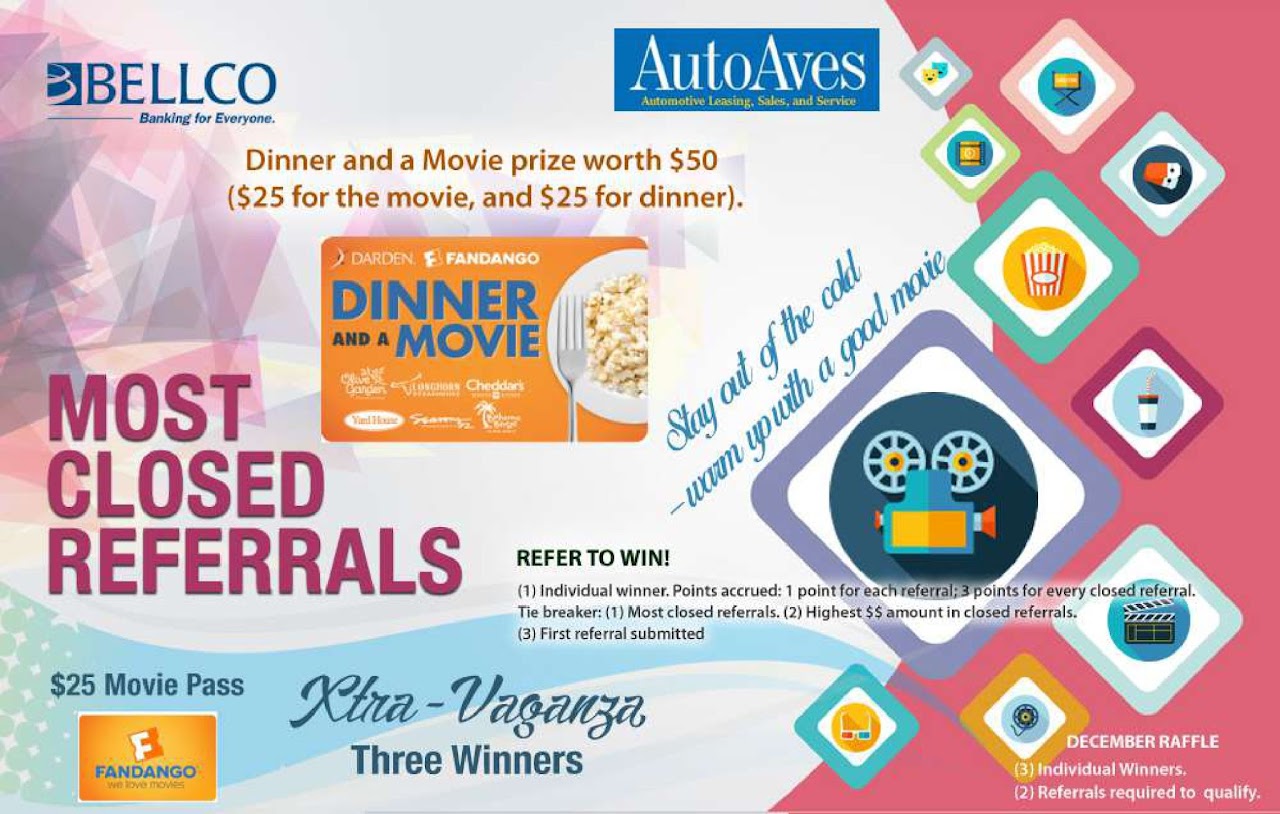 BELLCO
Banking for Everyone.
AutoAves
Automotive Leasing, Sales, and Service
Dinner and a Movie prize worth $50
($25 for the movie, and $25 for dinner).
DARDEN. FANDANGO
DINNER
AND A MOVIE
Olive Garden LONGHORN STEAKHOUSE Cheddar's
Yard House Seasons 52 Bahama Breeze
Stay out of the cold
–warm up with a good movie
MOST
CLOSED
REFERRALS
REFER TO WIN!
(1) Individual winner. Points accrued: 1 point for each referral; 3 points for every closed referral.
Tie breaker: (1) Most closed referrals. (2) Highest $$ amount in closed referrals.
(3) First referral submitted
$25 Movie Pass
FANDANGO
we love movies
Xtra - Vaganza
Three Winners
DECEMBER RAFFLE
(3) Individual Winners.
(2) Referrals required to qualify.